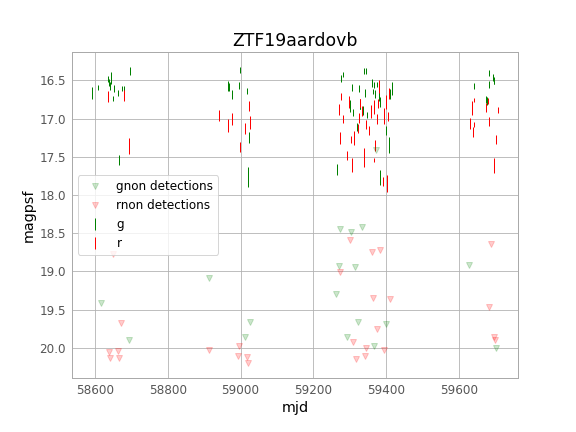 ZTF19aardovb
16.5
17.0
17.5
18.0
18.5
19.0
19.5
20.0
magpsf
gnon detections
rnon detections
g
r
58600 58800 59000 59200 59400 59600
mjd